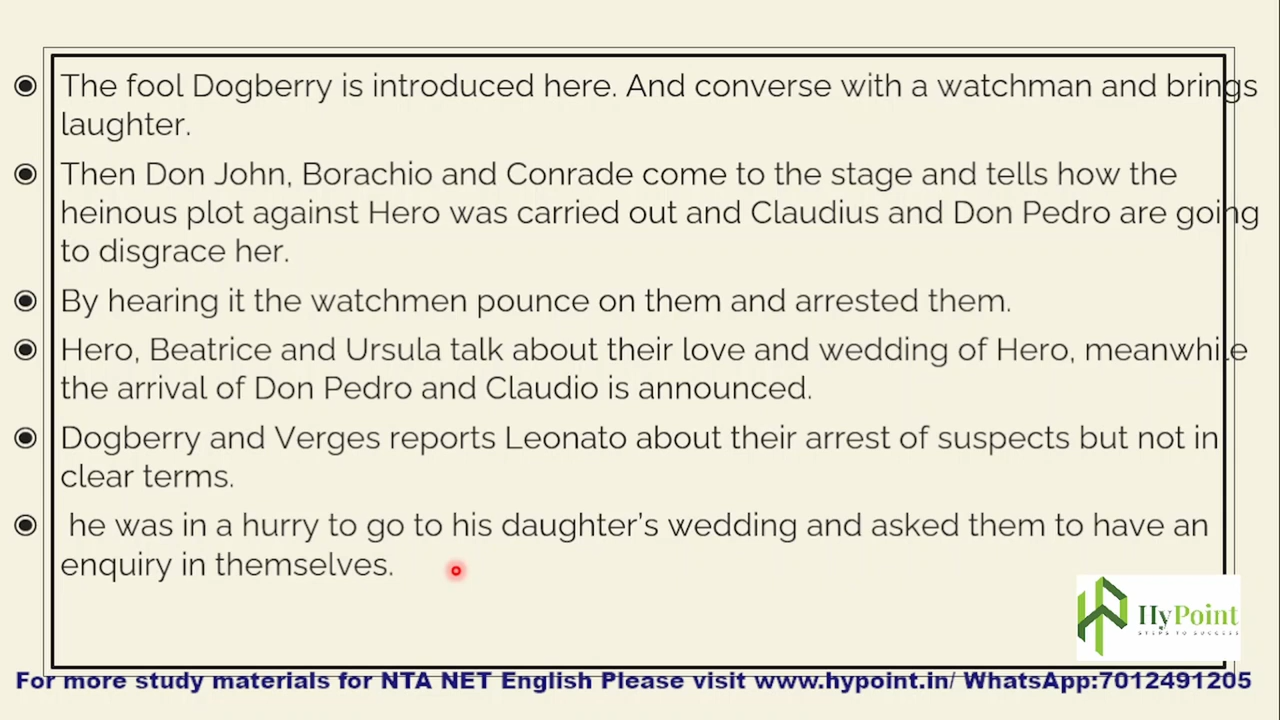 The fool Dogberry is introduced here. And converse with a watchman and brings
laughter.
Then Don John, Borachio and Conrade come to the stage and tells how the
heinous plot against Hero was carried out and Claudius and Don Pedro are going
to disgrace her.
By hearing it the watchmen pounce on them and arrested them.
Hero, Beatrice and Ursula talk about their love and wedding of Hero, meanwhile
the arrival of Don Pedro and Claudio is announced.
Dogberry and Verges reports Leonato about their arrest of suspects but not in
clear terms.
he was in a hurry to go to his daughter's wedding and asked them to have an
enquiry in themselves.
HyPoint
STEPS TO SUCCESS
For more study materials for NTA NET English Please visit www.hypoint.in/ WhatsApp:7012491205